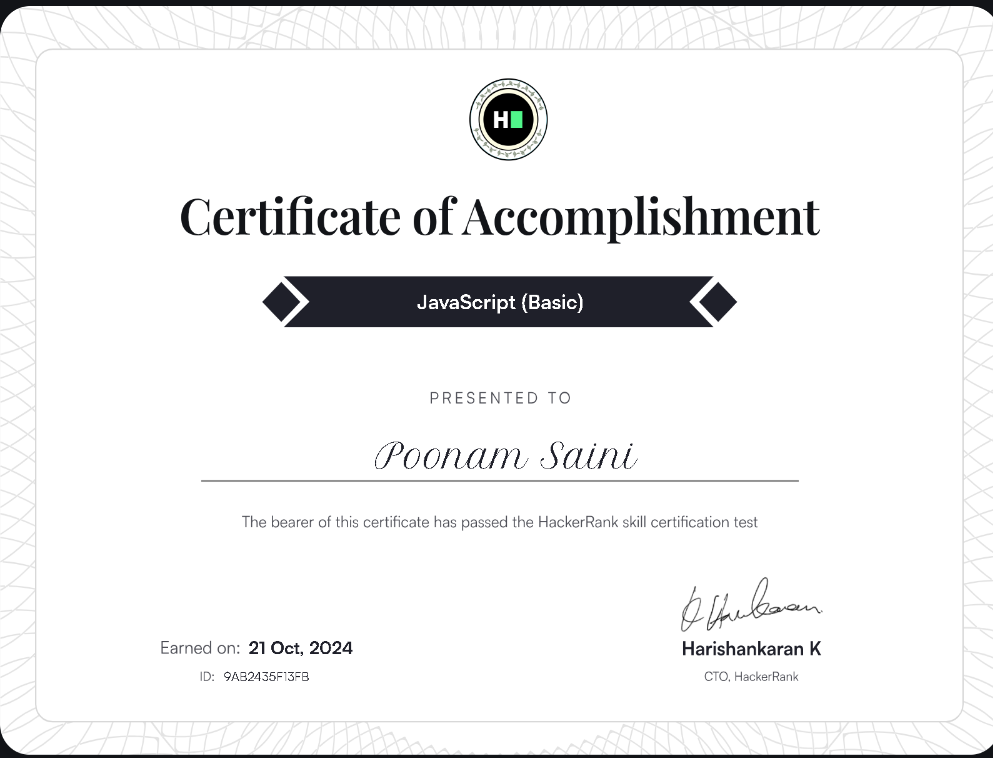 H
Certificate of Accomplishment
JavaScript (Basic)
PRESENTED TO
Poonam Saini
The bearer of this certificate has passed the HackerRank skill certification test
Earned on: 21 Oct, 2024
ID: 9AB2435F13FB
Harishankaran K
CTO, HackerRank